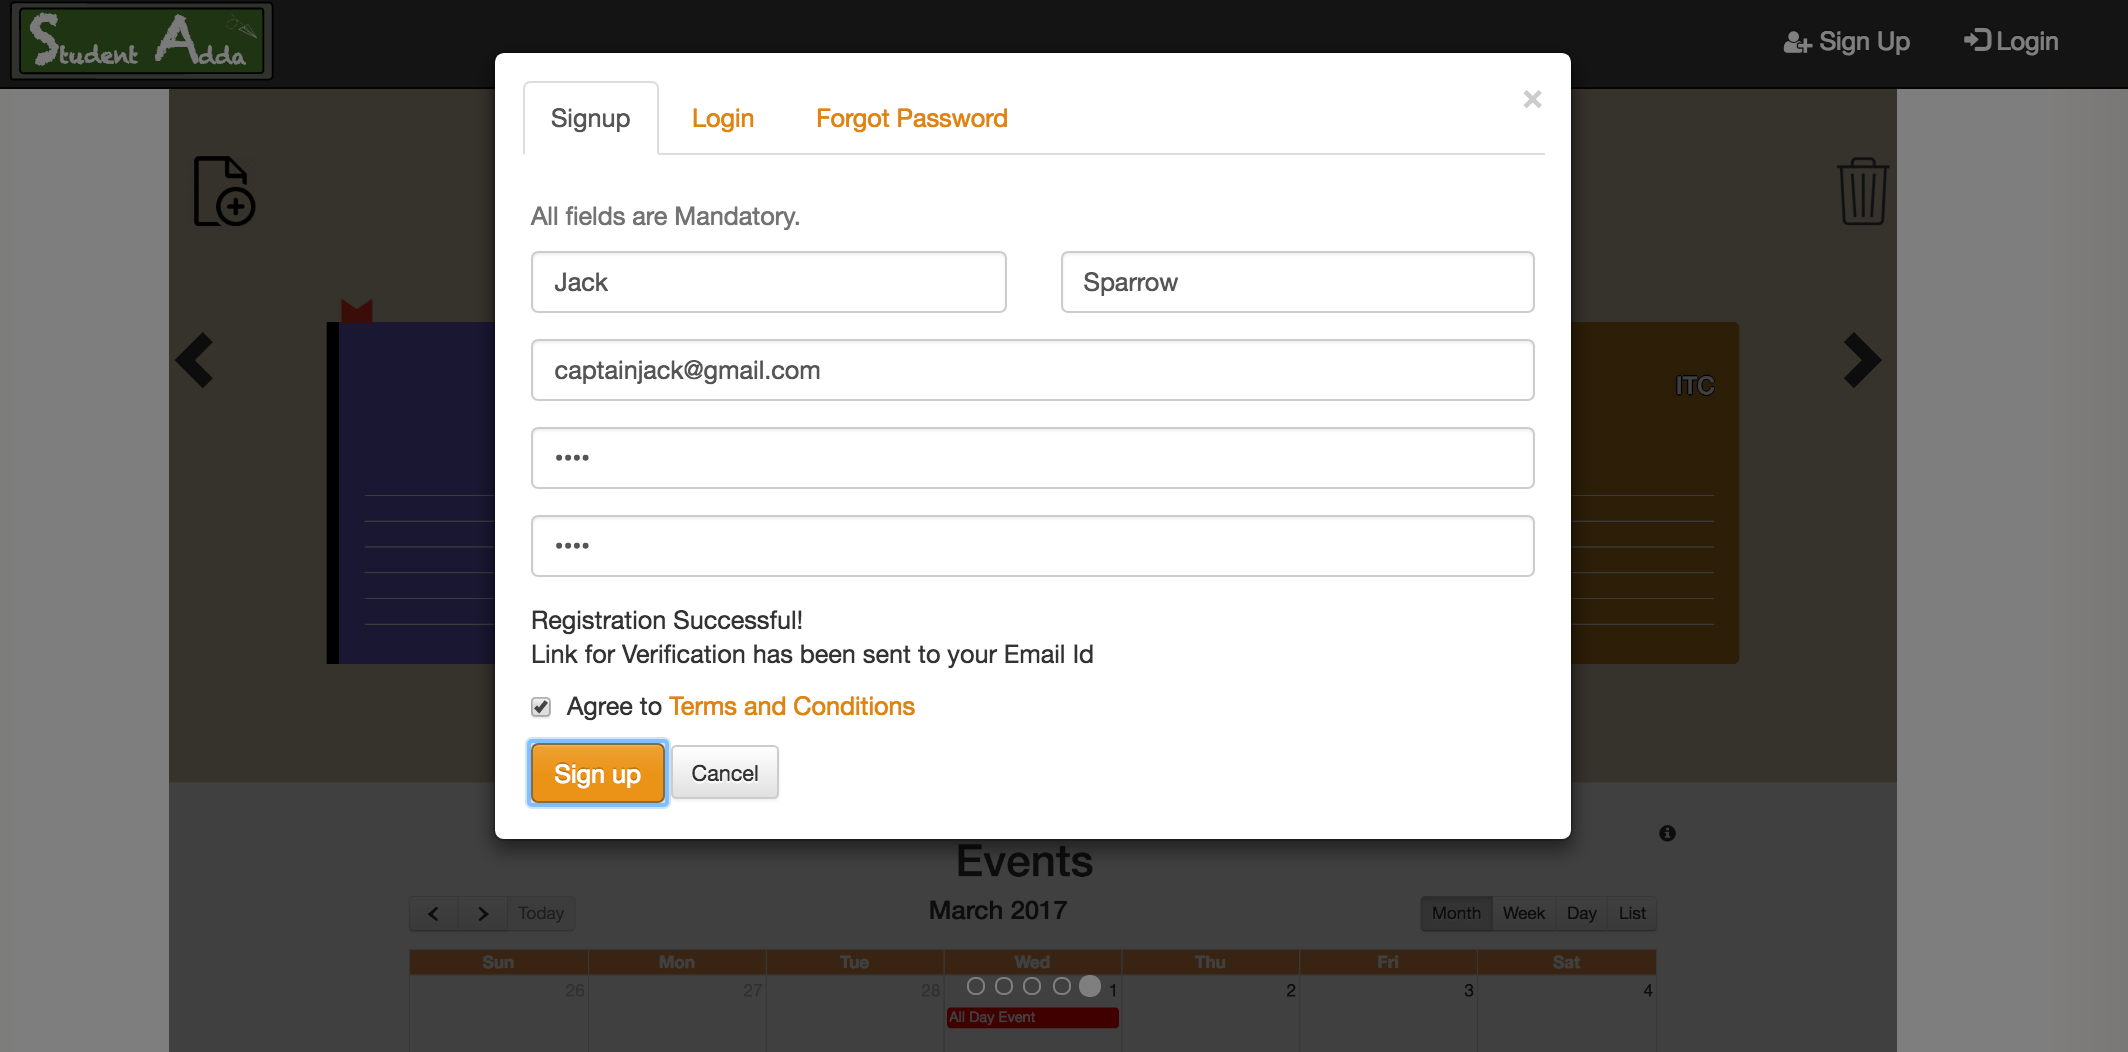 Student Adda
Sign Up
Login
Signup
Login
Forgot Password
×
All fields are Mandatory.
Jack
Sparrow
captainjack@gmail.com
••••
••••
ITC
Registration Successful!
Link for Verification has been sent to your Email Id
Agree to Terms and Conditions
Sign up
Cancel
Events
Today
March 2017
Month Week Day List
Sun Mon Tue Wed Thu Fri Sat
26 27 28 1 2 3 4
All Day Event